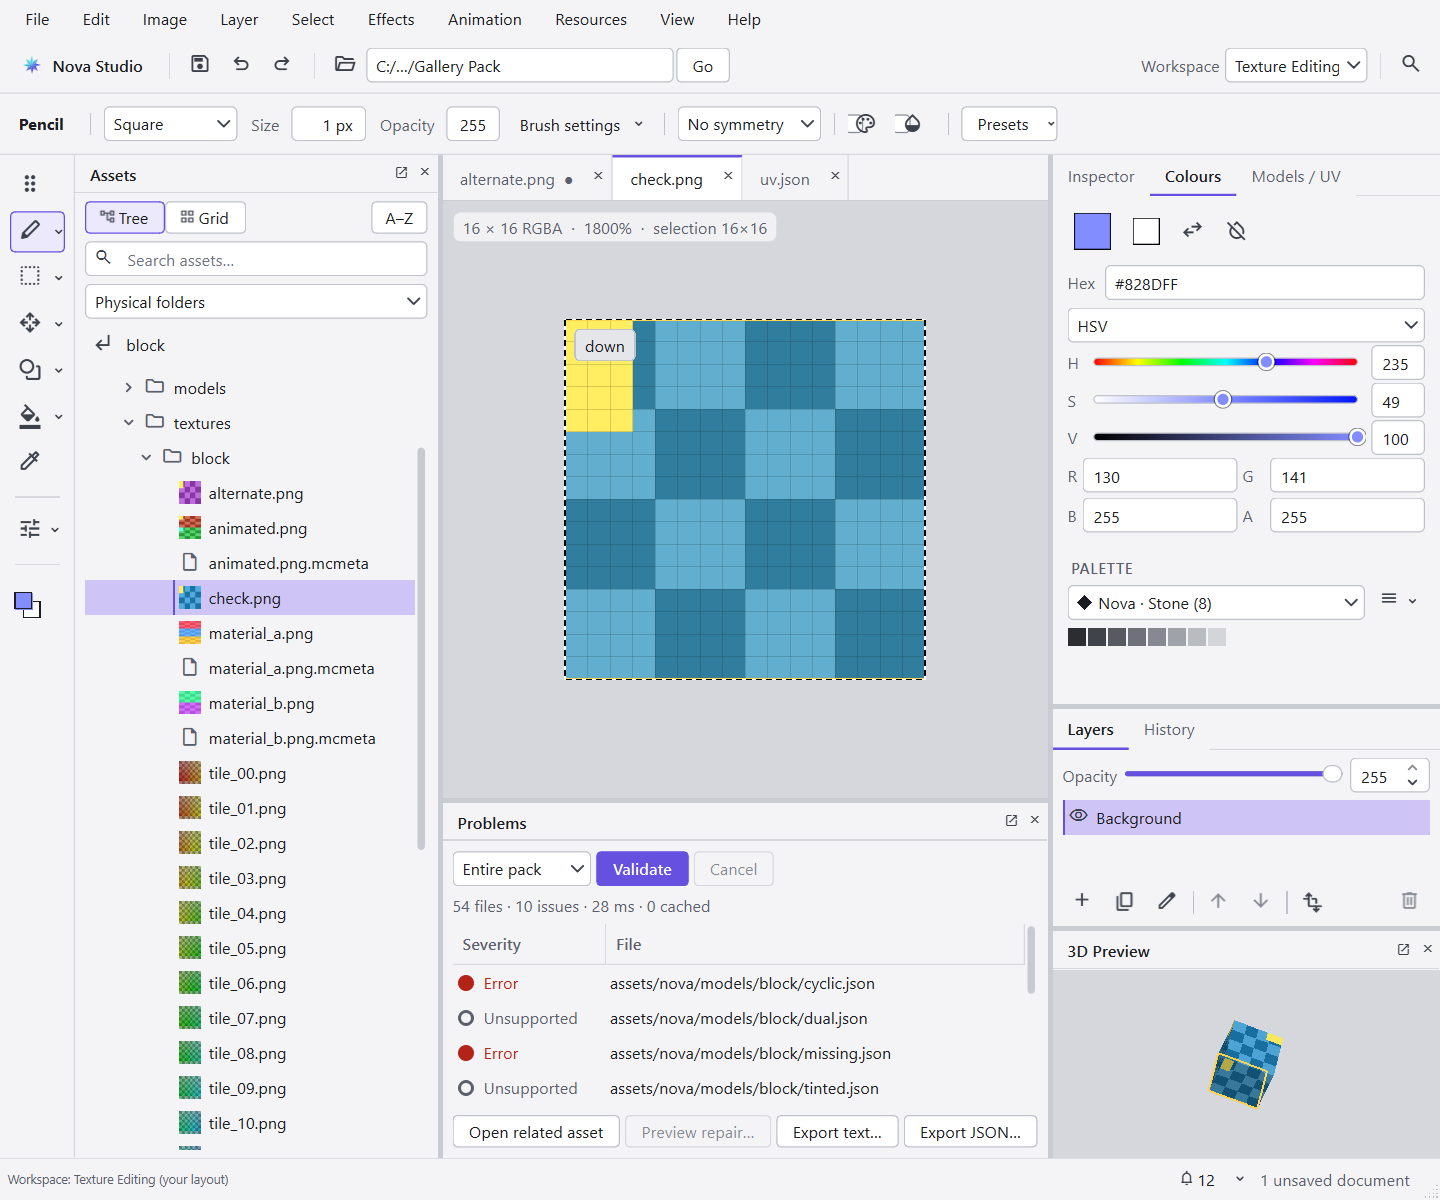 File Edit Image Layer Select Effects Animation Resources View Help
Nova Studio C:/.../Gallery Pack Go Workspace Texture Editing
Pencil Square Size 1 px Opacity 255 Brush settings No symmetry Presets
Assets
Tree Grid A–Z
Search assets...
Physical folders
block
models
textures
block
alternate.png
animated.png
animated.png.mcmeta
check.png
material_a.png
material_a.png.mcmeta
material_b.png
material_b.png.mcmeta
tile_00.png
tile_01.png
tile_02.png
tile_03.png
tile_04.png
tile_05.png
tile_06.png
tile_07.png
tile_08.png
tile_09.png
tile_10.png
alternate.png check.png uv.json
16 × 16 RGBA · 1800% · selection 16×16
down
Problems
Entire pack Validate Cancel
54 files · 10 issues · 28 ms · 0 cached
Severity File
Error assets/nova/models/block/cyclic.json
Unsupported assets/nova/models/block/dual.json
Error assets/nova/models/block/missing.json
Unsupported assets/nova/models/block/tinted.json
Open related asset Preview repair... Export text... Export JSON...
Inspector Colours Models / UV
Hex #828DFF
HSV
H 235
S 49
V 100
R 130 G 141
B 255 A 255
PALETTE
Nova · Stone (8)
Layers History
Opacity 255
Background
3D Preview
Workspace: Texture Editing (your layout) 12 1 unsaved document